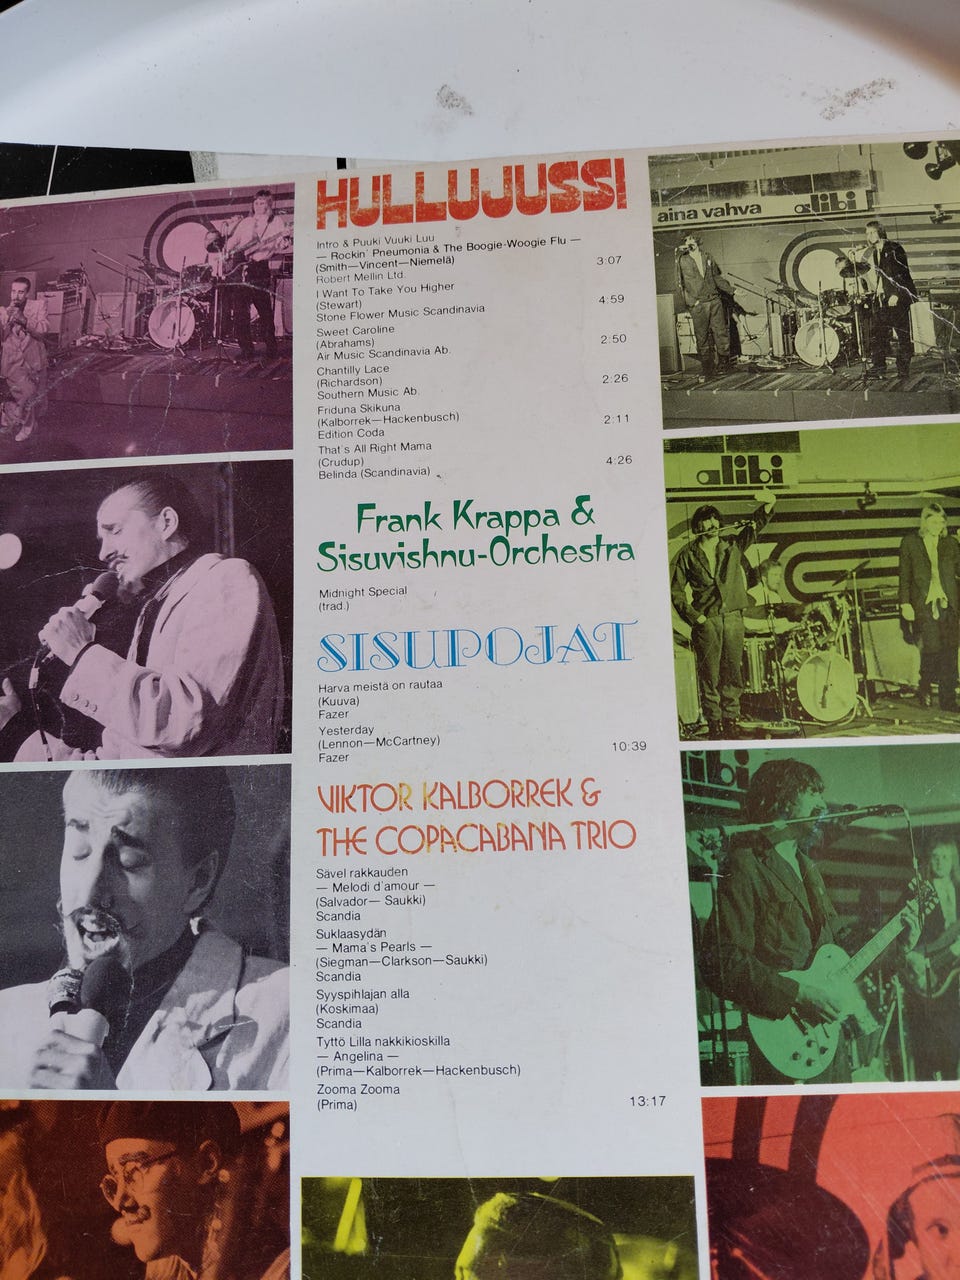 HULLUJUSSI
Intro & Puuki Vuuki Luu
— Rockin' Pneumonia & The Boogie-Woogie Flu —
(Smith—Vincent—Niemelä) 3:07
Robert Mellin Ltd.
I Want To Take You Higher
(Stewart) 4:59
Stone Flower Music Scandinavia
Sweet Caroline
(Abrahams) 2:50
Air Music Scandinavia Ab.
Chantilly Lace
(Richardson) 2:26
Southern Music Ab.
Friduna Skikuna
(Kalborrek—Hackenbusch) 2:11
Edition Coda
That's All Right Mama
(Crudup) 4:26
Belinda (Scandinavia)
Frank Krappa &
Sisuvishnu-Orchestra
Midnight Special
(trad.)
SISUPOJAT
Harva meistä on rautaa
(Kuuva)
Fazer
Yesterday
(Lennon—McCartney) 10:39
Fazer
VIKTOR KALBORREK &
THE COPACABANA TRIO
Sävel rakkauden
— Melodi d'amour —
(Salvador— Saukki)
Scandia
Suklaasydän
— Mama's Pearls —
(Siegman—Clarkson—Saukki)
Scandia
Syyspihlajan alla
(Koskimaa)
Scandia
Tyttö Lilla nakkikioskilla
— Angelina —
(Prima—Kalborrek—Hackenbusch)
Zooma Zooma
(Prima) 13:17
aina vahva alibi
alibi
libi